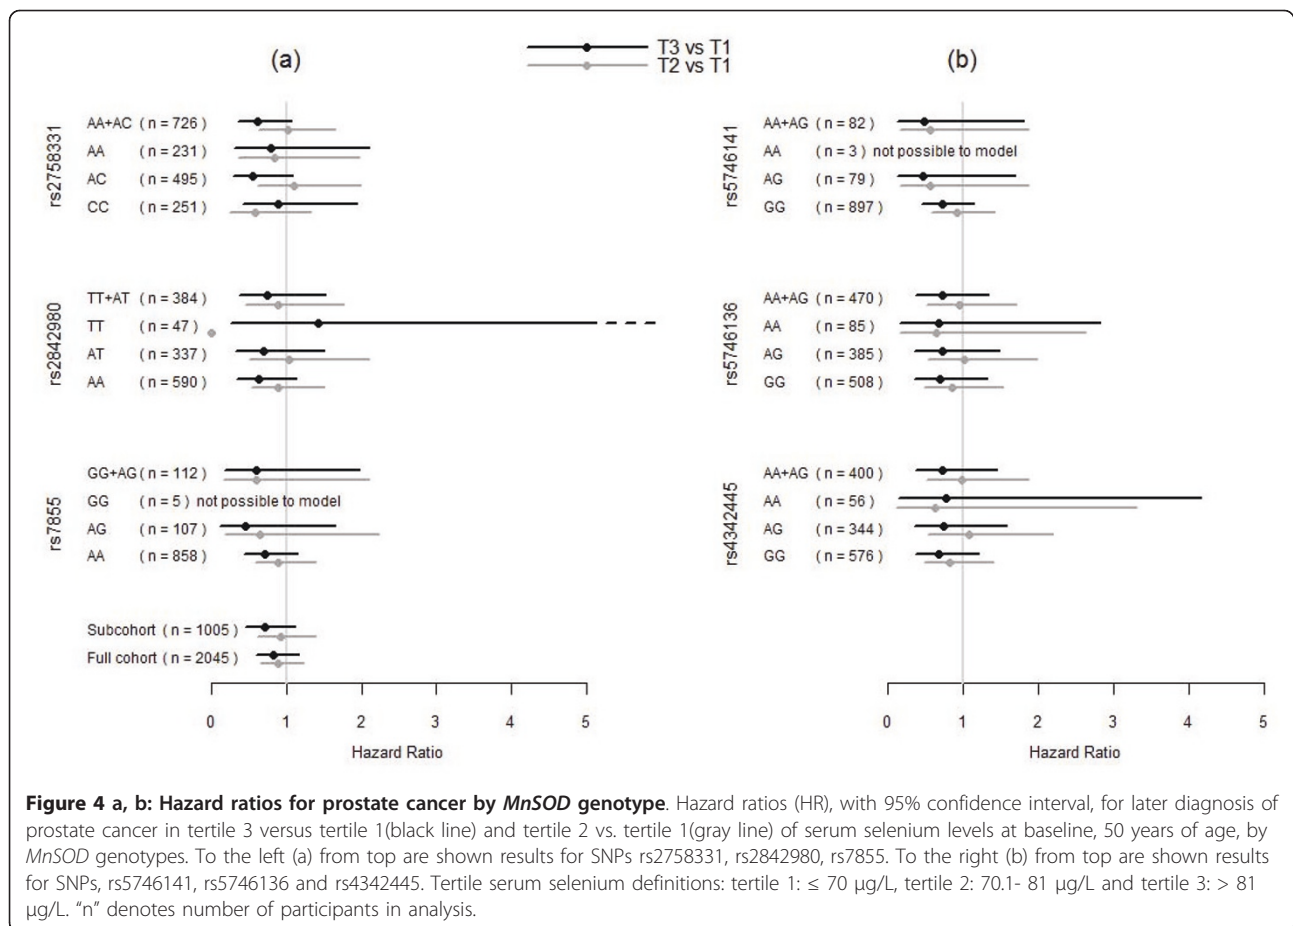 (a)
T3 vs T1
T2 vs T1
(b)
rs2758331
AA+AC ( n = 726 )
AA ( n = 231 )
AC ( n = 495 )
CC ( n = 251 )
rs2842980
TT+AT ( n = 384 )
TT ( n = 47 )
AT ( n = 337 )
AA ( n = 590 )
rs7855
GG+AG ( n = 112 )
GG ( n = 5 ) not possible to model
AG ( n = 107 )
AA ( n = 858 )
Subcohort ( n = 1005 )
Full cohort ( n = 2045 )
0 1 2 3 4 5
Hazard Ratio
rs5746141
AA+AG ( n = 82 )
AA ( n = 3 ) not possible to model
AG ( n = 79 )
GG ( n = 897 )
rs5746136
AA+AG ( n = 470 )
AA ( n = 85 )
AG ( n = 385 )
GG ( n = 508 )
rs4342445
AA+AG ( n = 400 )
AA ( n = 56 )
AG ( n = 344 )
GG ( n = 576 )
0 1 2 3 4 5
Hazard Ratio
Figure 4 a, b: Hazard ratios for prostate cancer by MnSOD genotype. Hazard ratios (HR), with 95% confidence interval, for later diagnosis of
prostate cancer in tertile 3 versus tertile 1(black line) and tertile 2 vs. tertile 1(gray line) of serum selenium levels at baseline, 50 years of age, by
MnSOD genotypes. To the left (a) from top are shown results for SNPs rs2758331, rs2842980, rs7855. To the right (b) from top are shown results
for SNPs, rs5746141, rs5746136 and rs4342445. Tertile serum selenium definitions: tertile 1: ≤ 70 μg/L, tertile 2: 70.1- 81 μg/L and tertile 3: > 81
μg/L. “n” denotes number of participants in analysis.